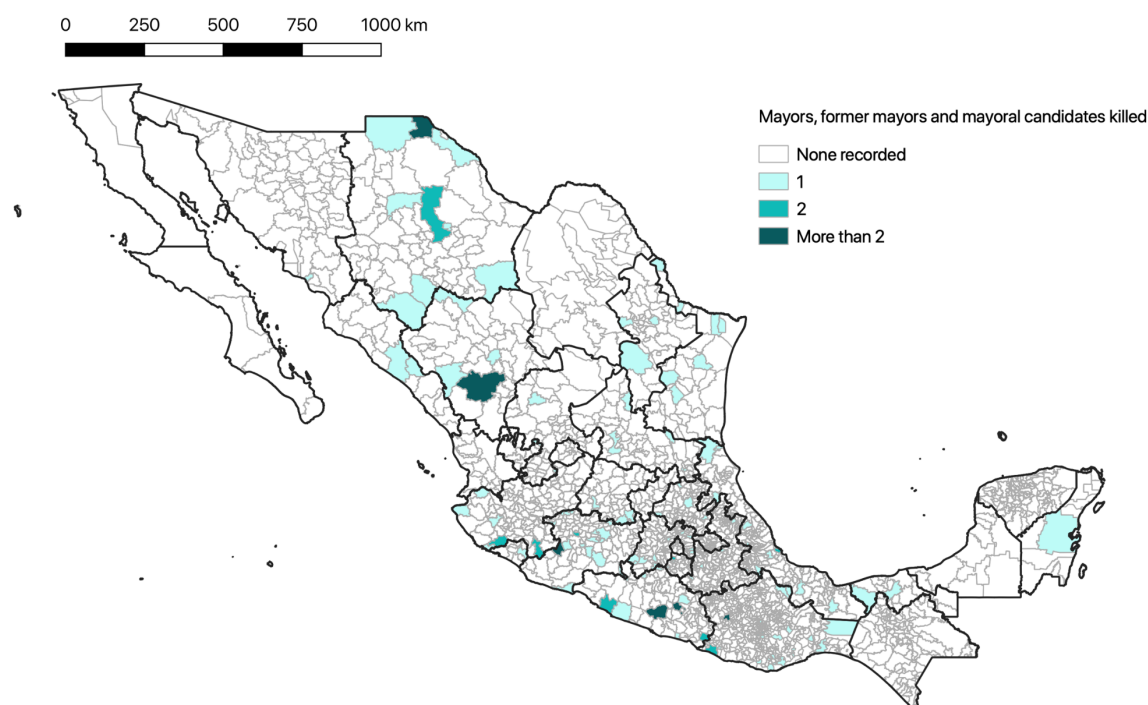 0 250 500 750 1000 km
Mayors, former mayors and mayoral candidates killed
None recorded
1
2
More than 2